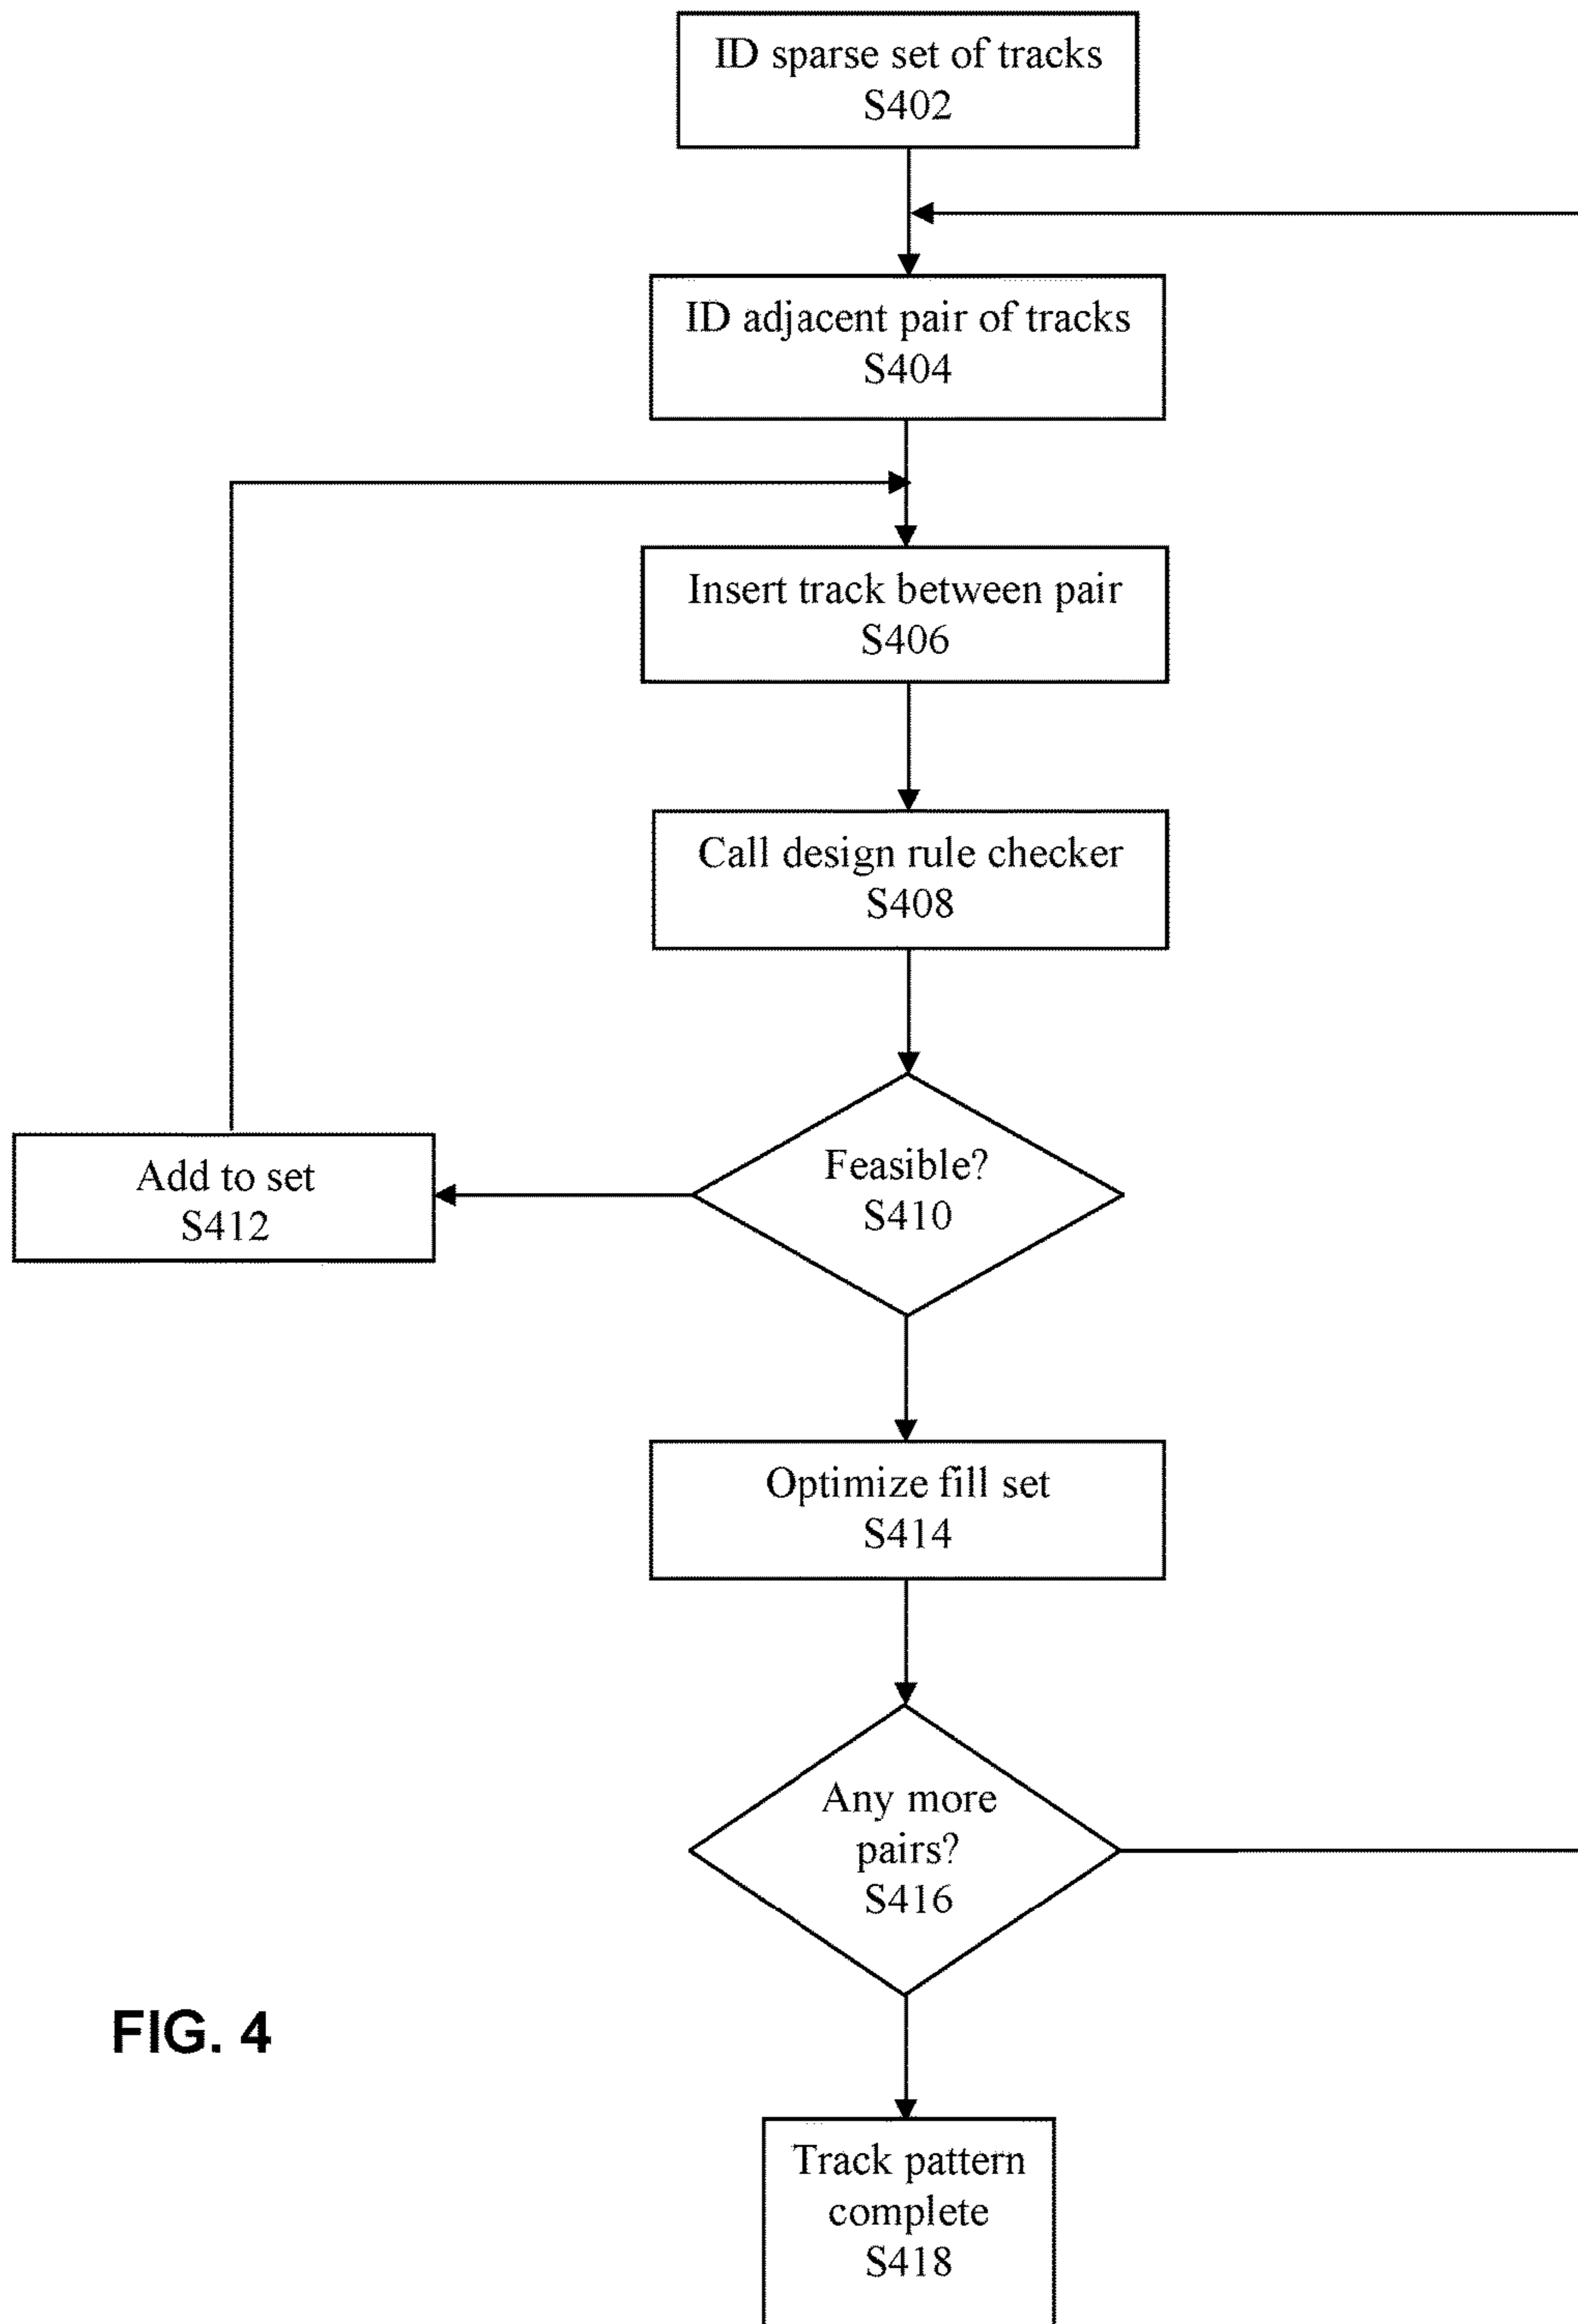 ID sparse set of tracks
S402
ID adjacent pair of tracks
S404
Insert track between pair
S406
Call design rule checker
S408
Feasible?
S410
Add to set
S412
Optimize fill set
S414
Any more
pairs?
S416
FIG. 4
Track pattern
complete
S418